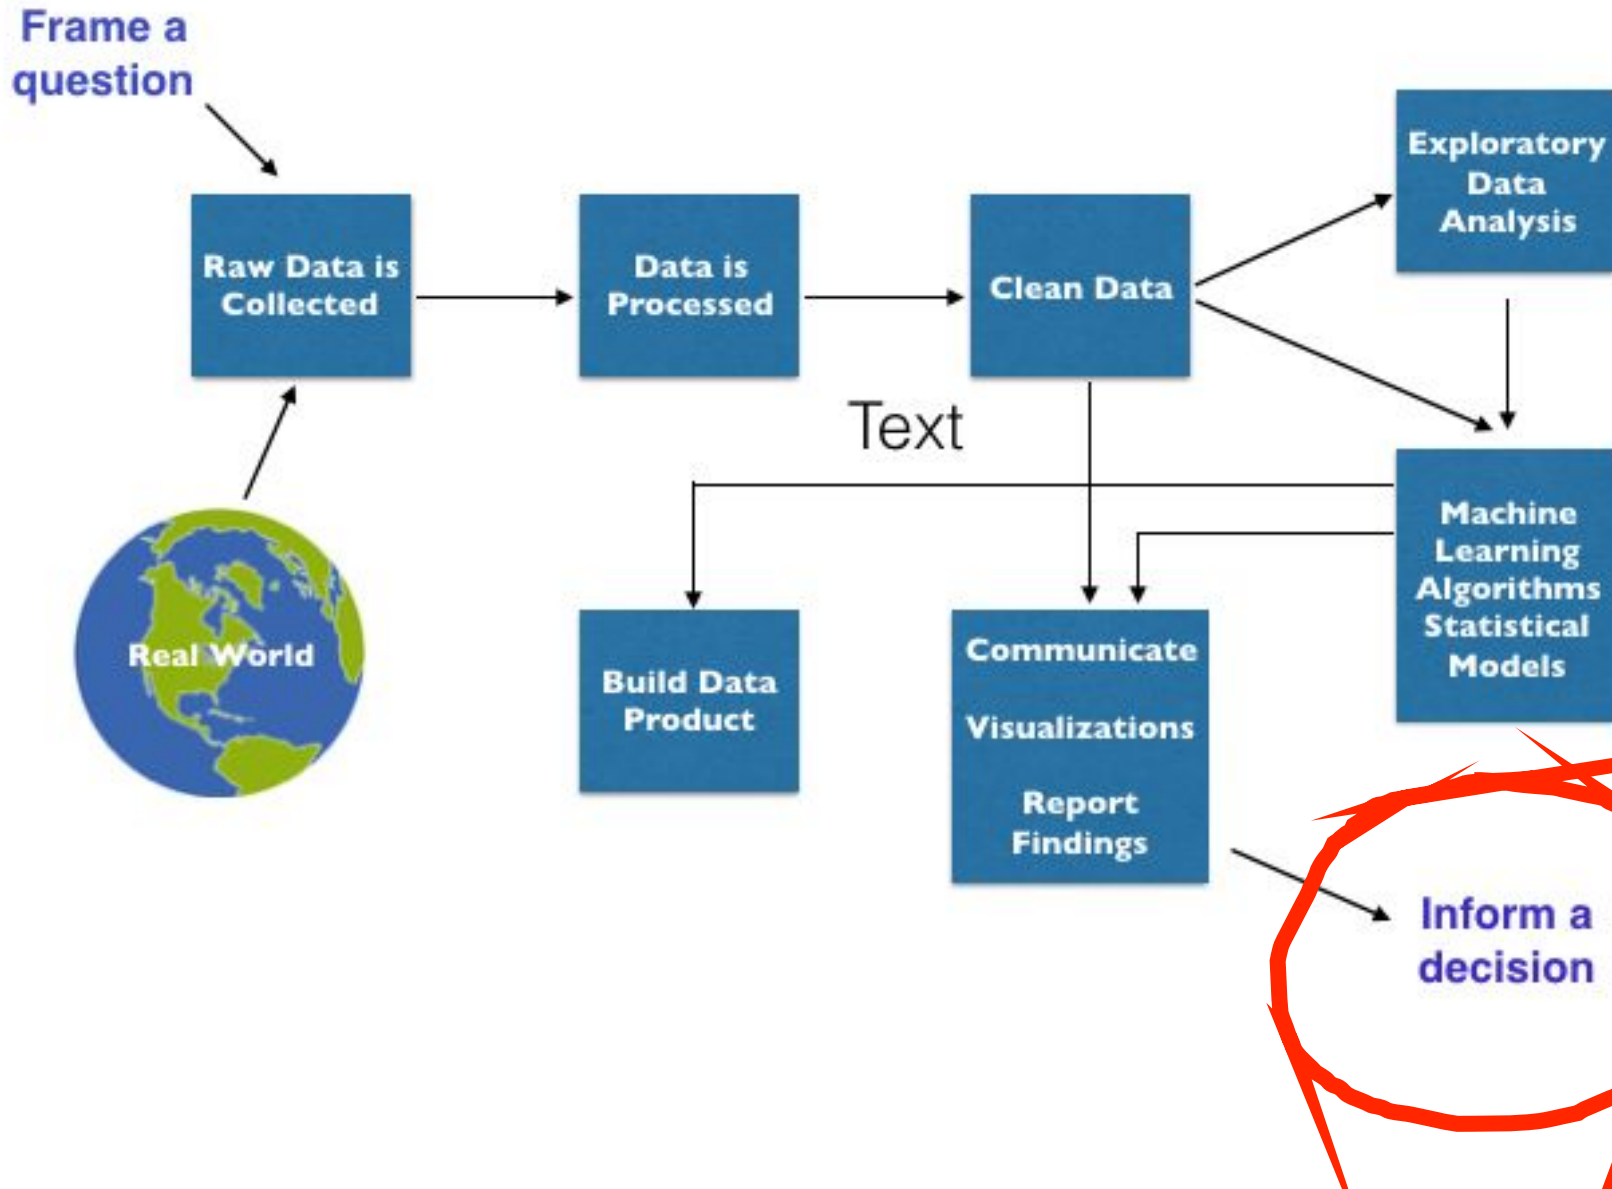 Frame a
question
Raw Data is
Collected
Data is
Processed
Clean Data
Exploratory
Data
Analysis
Text
Real World
Build Data
Product
Communicate
Visualizations
Report
Findings
Machine
Learning
Algorithms
Statistical
Models
Inform a
decision